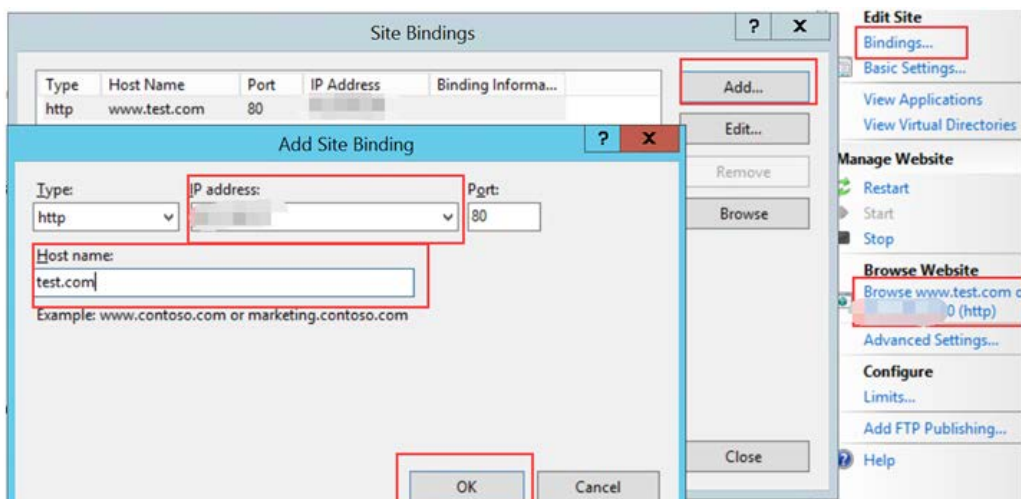 Site Bindings
? x
Type Host Name Port IP Address Binding Informa...
http www.test.com 80
Add...
Edit...
Remove
Browse
Close
Add Site Binding
? x
Type: IP address: Port:
http 80
Host name:
test.com
Example: www.contoso.com or marketing.contoso.com
OK Cancel
Edit Site
Bindings...
Basic Settings...
View Applications
View Virtual Directories
Manage Website
Restart
Start
Stop
Browse Website
Browse www.test.com
0 (http)
Advanced Settings...
Configure
Limits...
Add FTP Publishing...
Help